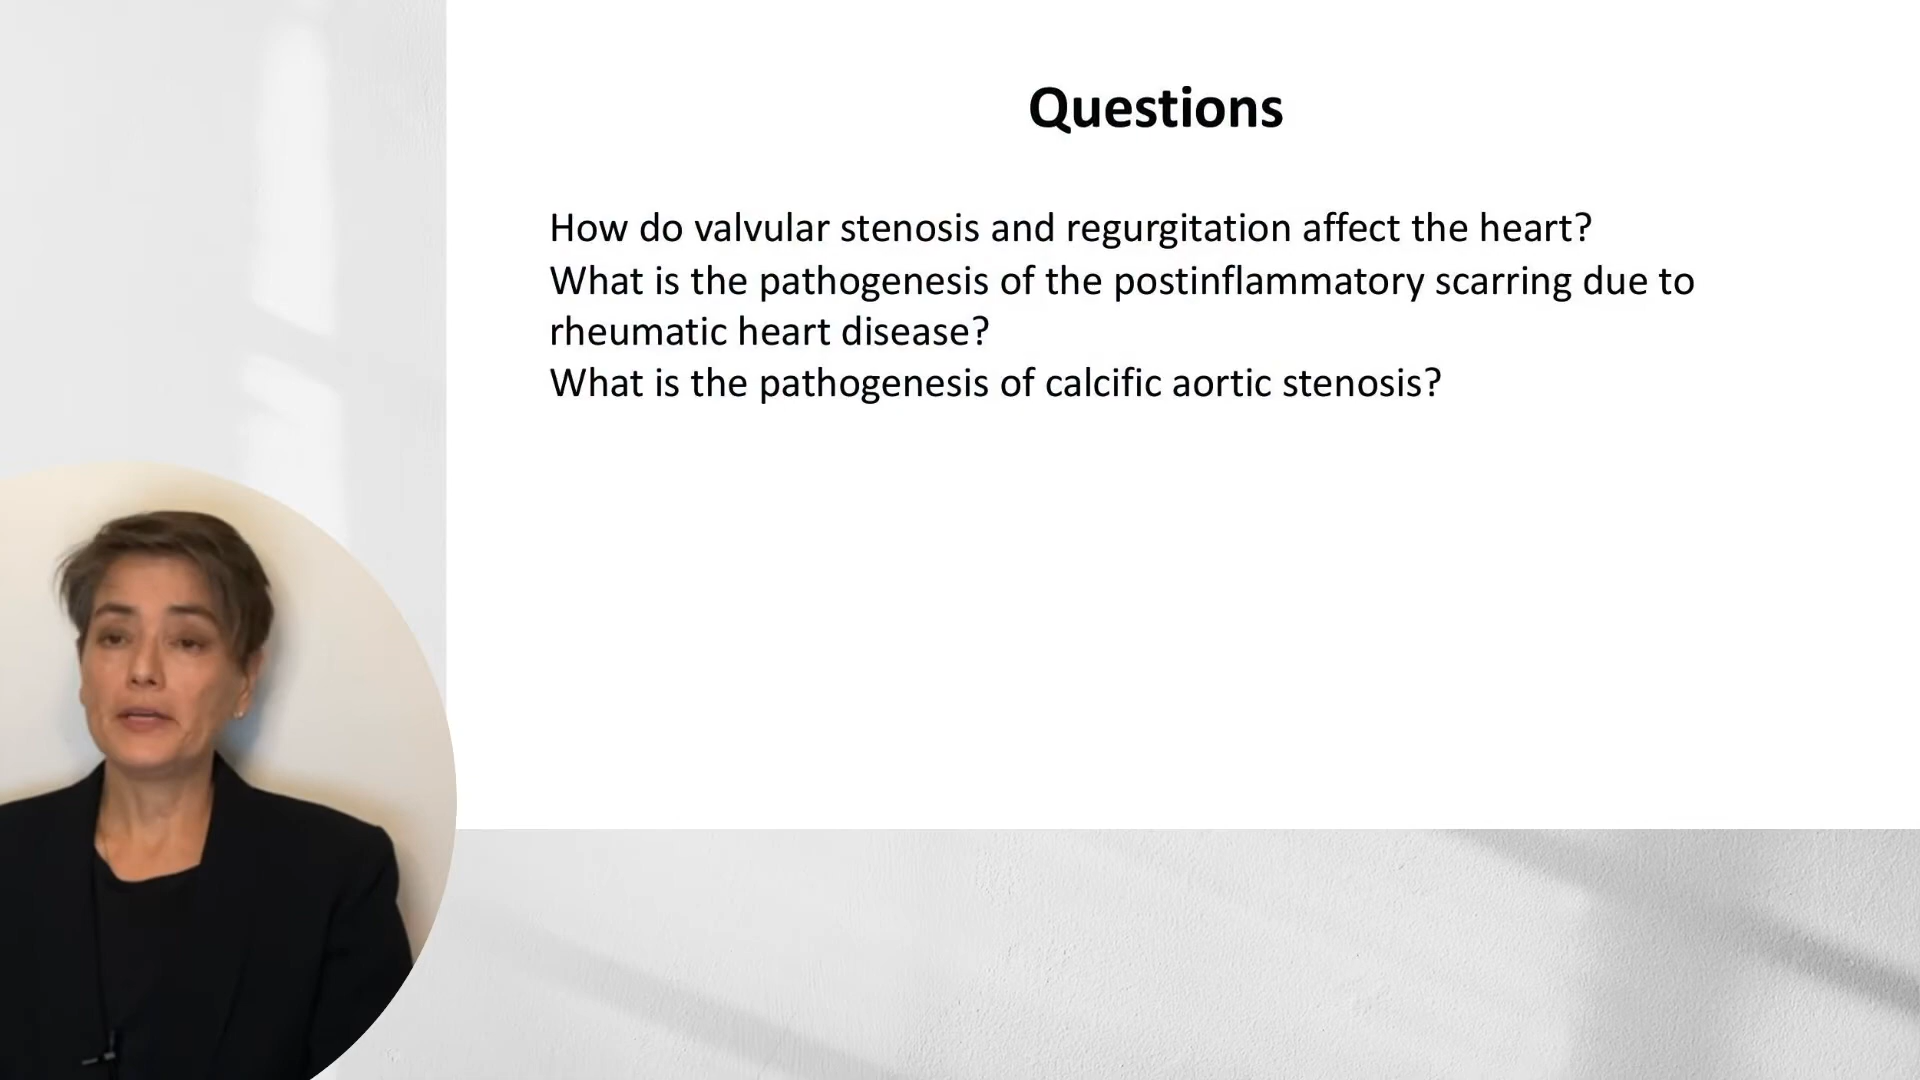 Questions
How do valvular stenosis and regurgitation affect the heart?
What is the pathogenesis of the postinflammatory scarring due to
rheumatic heart disease?
What is the pathogenesis of calcific aortic stenosis?